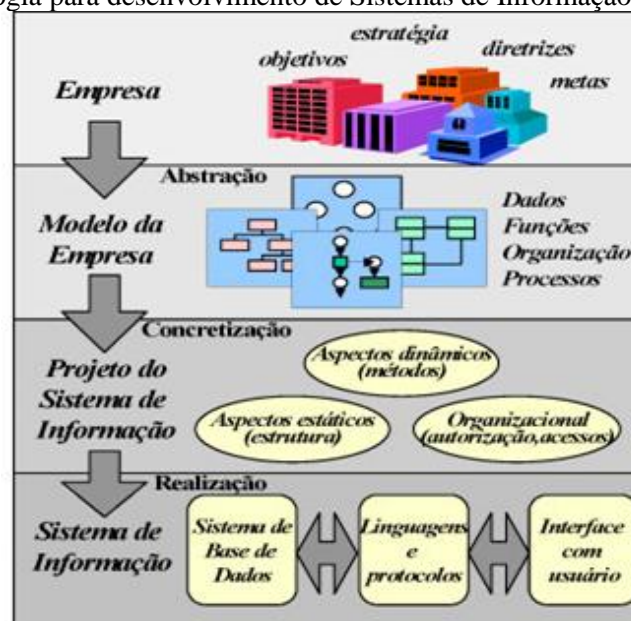 ogia para desenvolvimento de Sistemas de Informação
estratégia
objetivos
diretrizes
metas
Empresa
Abstração
Modelo da
Empresa
Dados
Funções
Organização
Processos
Concretização
Projeto do
Sistema de
Informação
Aspectos dinâmicos
(métodos)
Aspectos estáticos
(estrutura)
Organizacional
(autorização,acessos)
Realização
Sistema de
Informação
Sistema de
Base de
Dados
Linguagens
e
protocolos
Interface
com
usuário